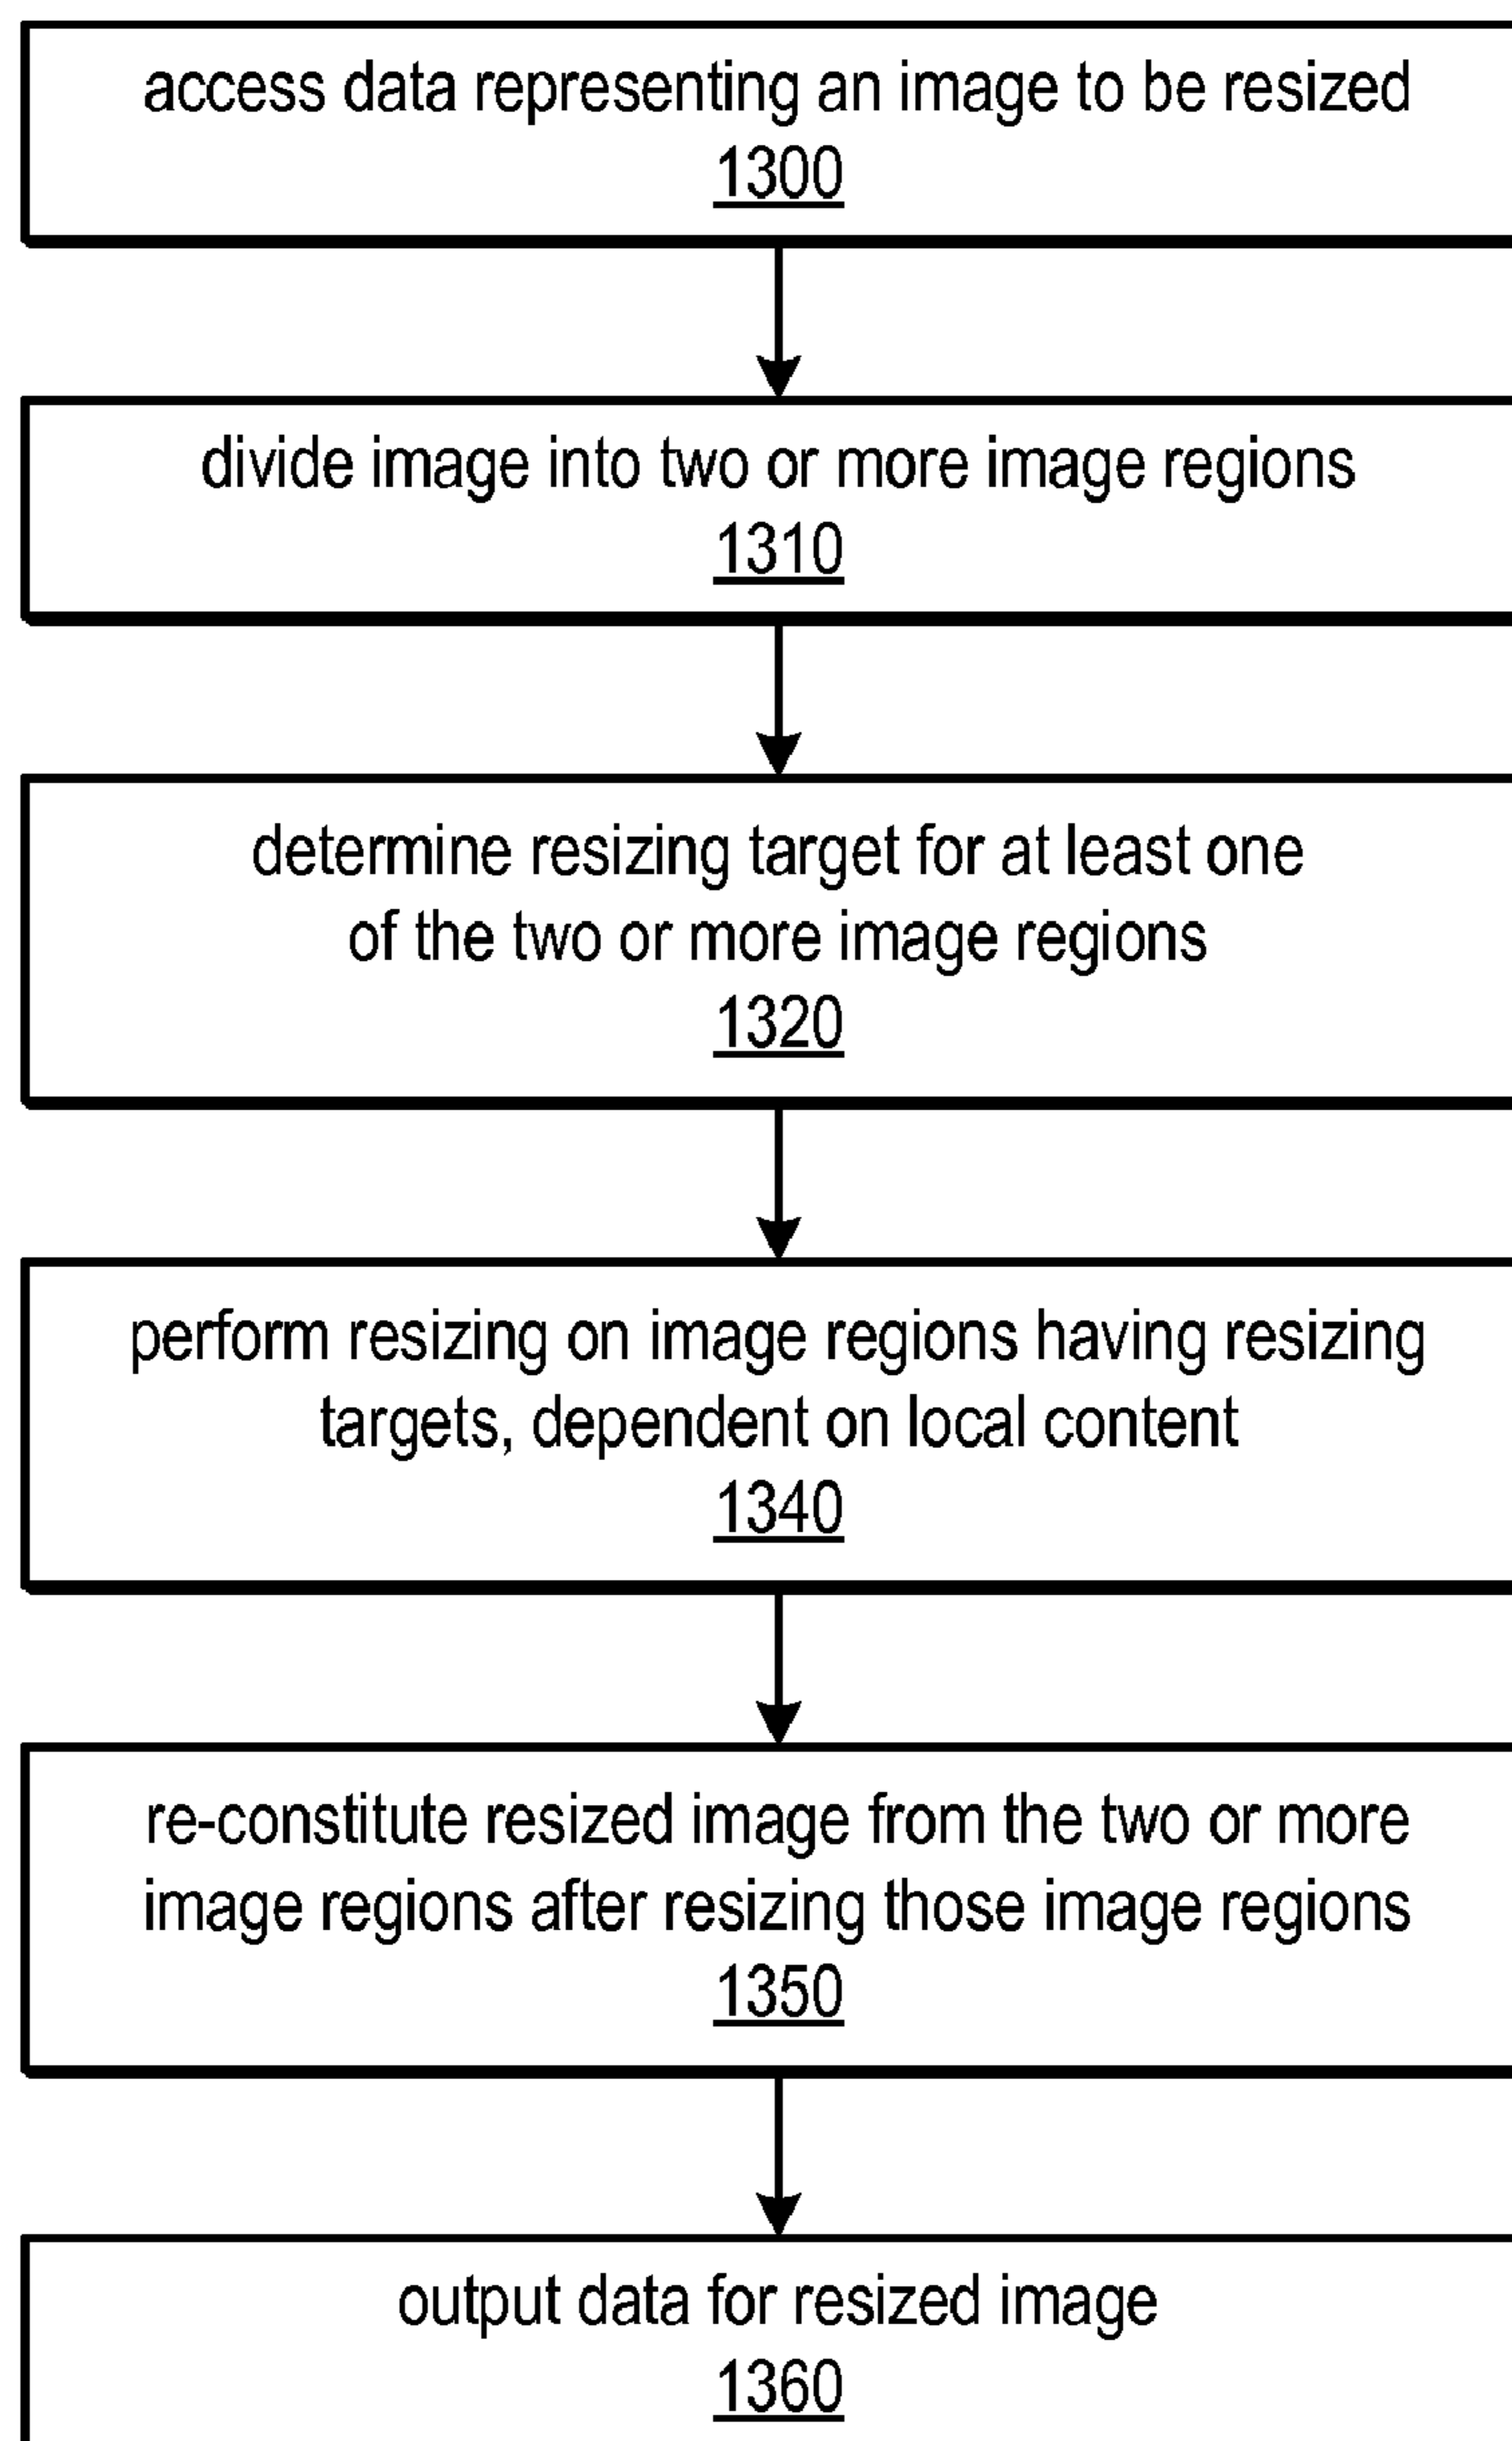 access data representing an image to be resized
1300
divide image into two or more image regions
1310
determine resizing target for at least one
of the two or more image regions
1320
perform resizing on image regions having resizing
targets, dependent on local content
1340
re-constitute resized image from the two or more
image regions after resizing those image regions
1350
output data for resized image
1360